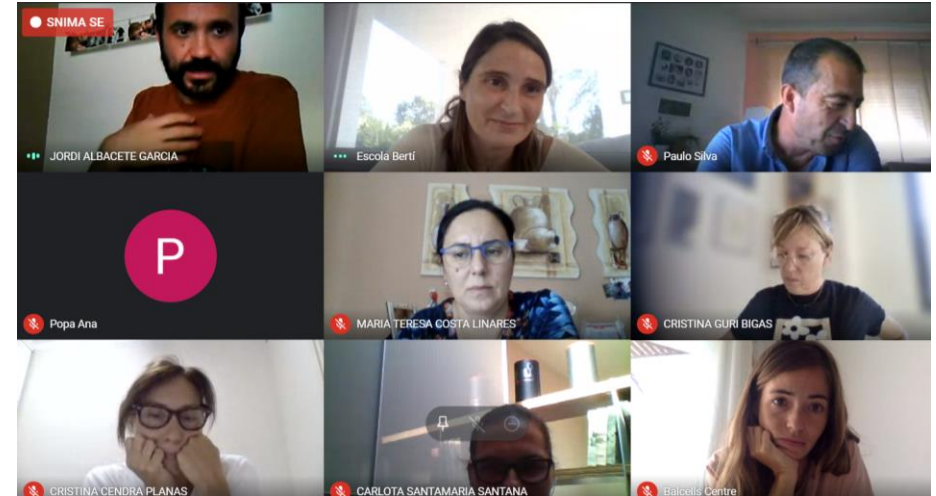 SNIMA SE
JORDI ALBACETE GARCIA
Escola Bertí
Paulo Silva
P
Popa Ana
MARIA TERESA COSTA LINARES
CRISTINA GURI BIGAS
CRISTINA CENDRA PLANAS
CARLOTA SANTAMARIA SANTANA
Balcells Centre